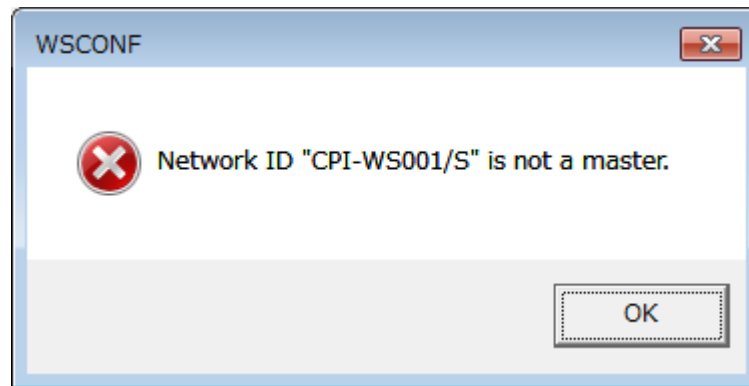 WSCONF
Network ID "CPI-WS001/S" is not a master.
OK